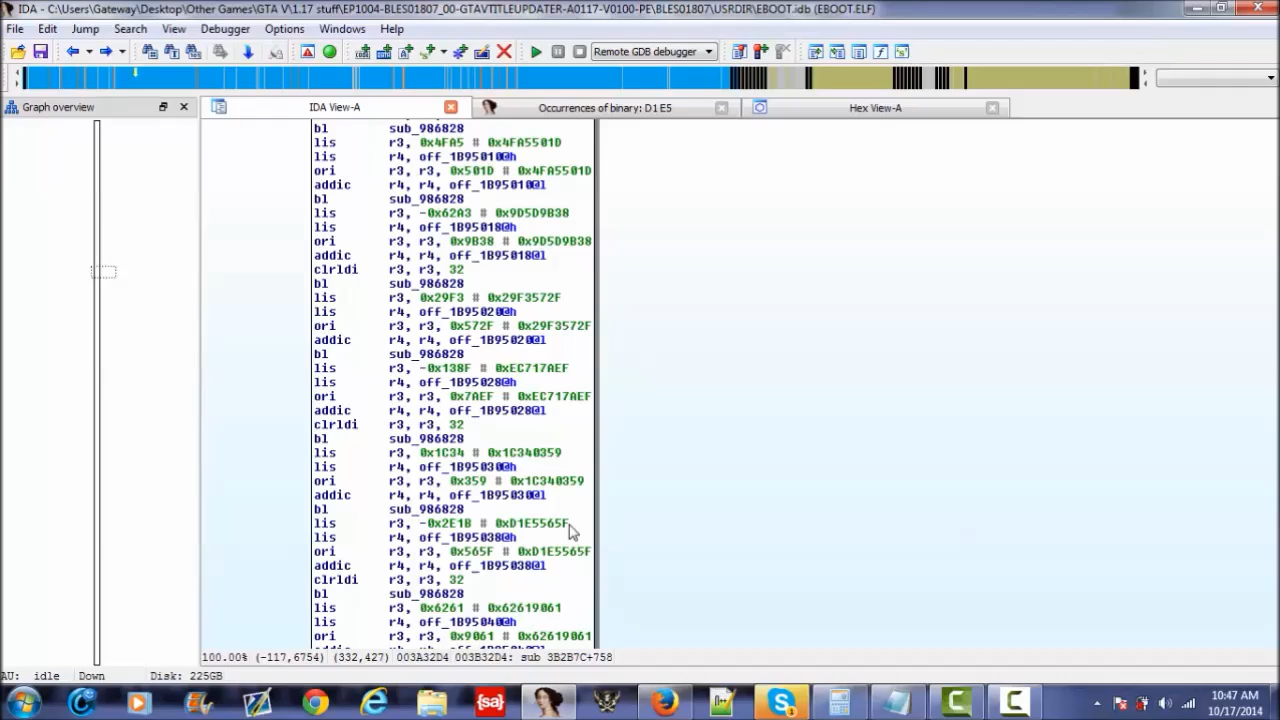 IDA - C:\Users\Gateway\Desktop\Other Games\GTA V\1.17 stuff\EP1004-BLES01807_00-GTAVTITLEUPDATER-A0117-V0100-PE\BLES01807\USRDIR\EBOOT.idb (EBOOT.ELF)
File Edit Jump Search View Debugger Options Windows Help
Remote GDB debugger
Graph overview
IDA View-A
Occurrences of binary: D1 E5
Hex View-A
bl sub_986828
lis r3, 0x4FA5 # 0x4FA5501D
lis r4, off_1B95010@h
ori r3, r3, 0x501D # 0x4FA5501D
addic r4, r4, off_1B95010@l
bl sub_986828
lis r3, -0x62A3 # 0x9D5D9B38
lis r4, off_1B95018@h
ori r3, r3, 0x9B38 # 0x9D5D9B38
addic r4, r4, off_1B95018@l
clrldi r3, r3, 32
bl sub_986828
lis r3, 0x29F3 # 0x29F3572F
lis r4, off_1B95020@h
ori r3, r3, 0x572F # 0x29F3572F
addic r4, r4, off_1B95020@l
bl sub_986828
lis r3, -0x138F # 0xEC717AEF
lis r4, off_1B95028@h
ori r3, r3, 0x7AEF # 0xEC717AEF
addic r4, r4, off_1B95028@l
clrldi r3, r3, 32
bl sub_986828
lis r3, 0x1C34 # 0x1C340359
lis r4, off_1B95030@h
ori r3, r3, 0x359 # 0x1C340359
addic r4, r4, off_1B95030@l
bl sub_986828
lis r3, -0x2E1B # 0xD1E5565F
lis r4, off_1B95038@h
ori r3, r3, 0x565F # 0xD1E5565F
addic r4, r4, off_1B95038@l
clrldi r3, r3, 32
bl sub_986828
lis r3, 0x6261 # 0x62619061
lis r4, off_1B95040@h
ori r3, r3, 0x9061 # 0x62619061
100.00% (-117,6754) (332,427) 003A32D4 003B32D4: sub_3B2B7C+758
AU: idle Down Disk: 225GB
{sa}
10:47 AM
10/17/2014